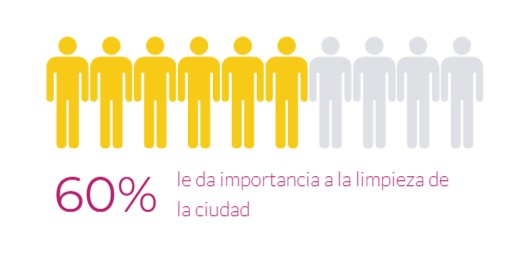 60%
le da importancia a la limpieza de
la ciudad